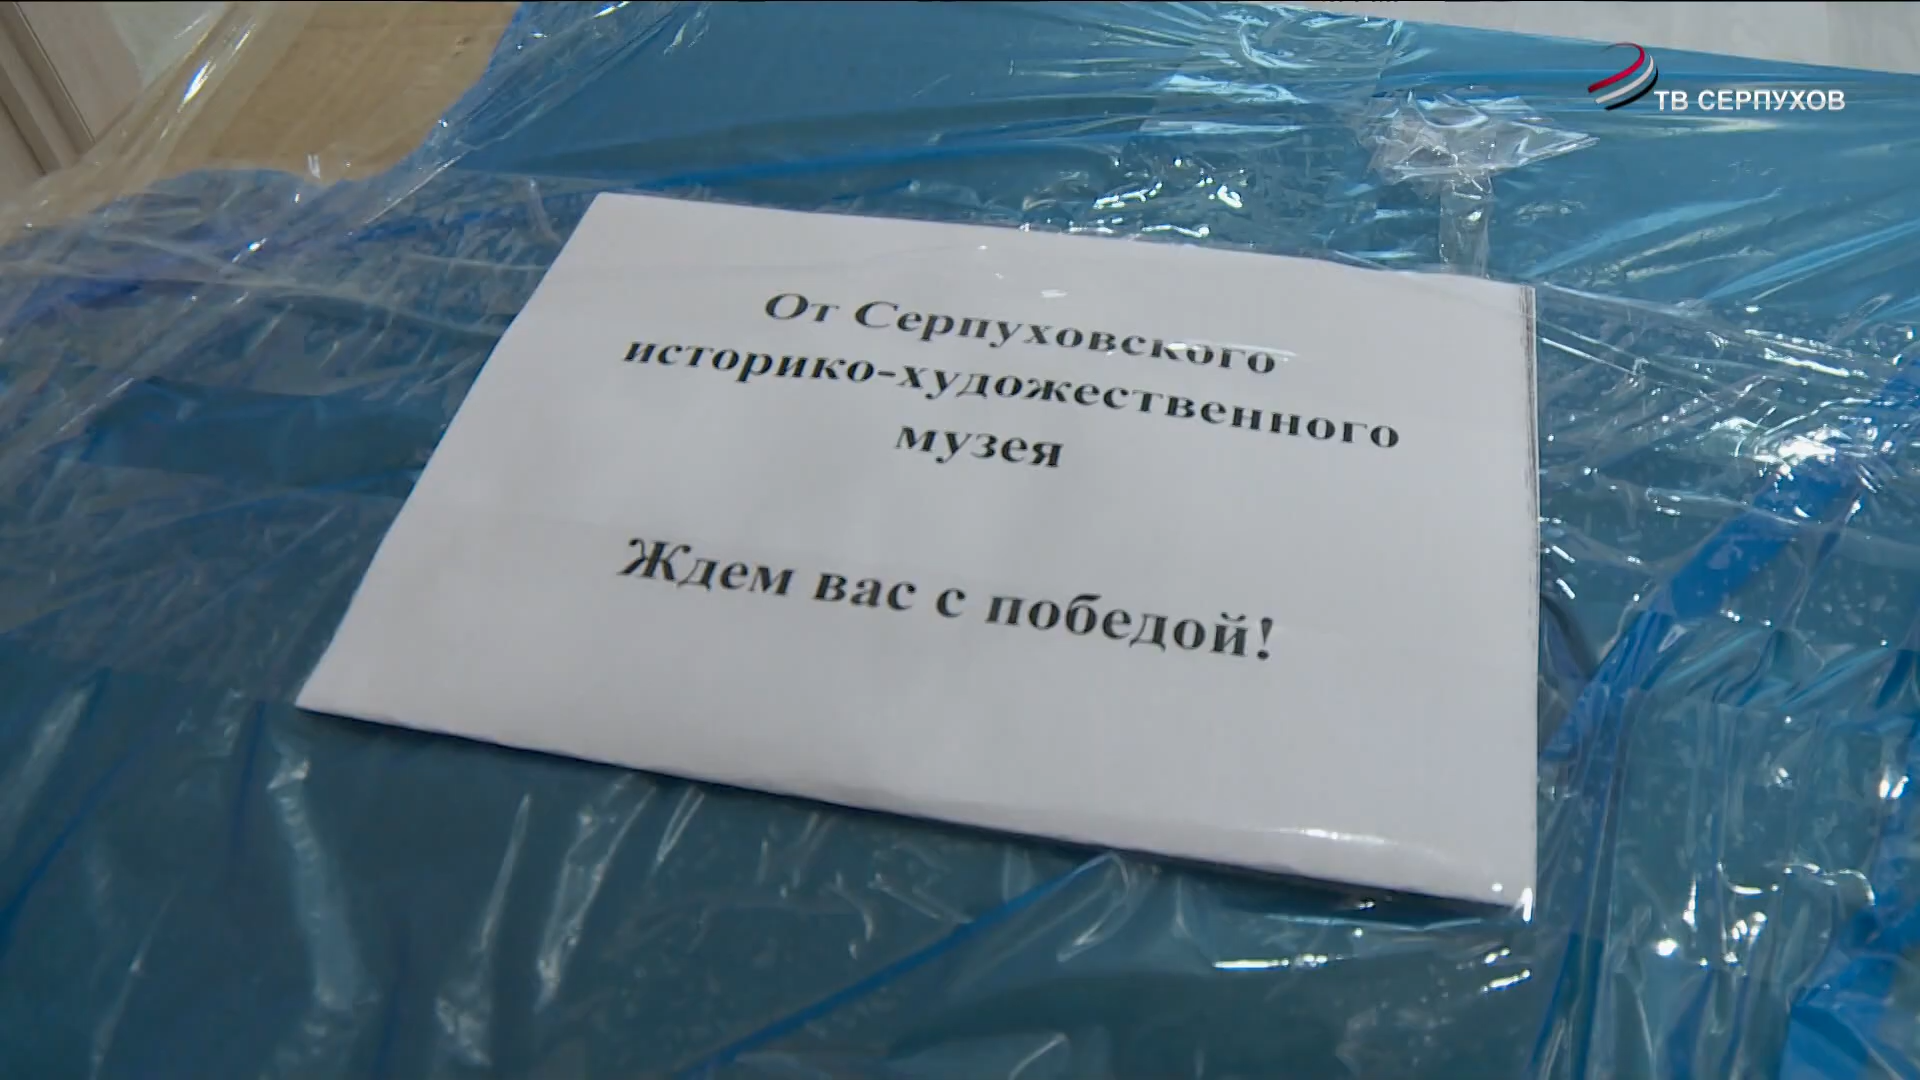 ТВ СЕРПУХОВ
От Серпуховского
историко-художественного
музея
Ждем вас с победой!